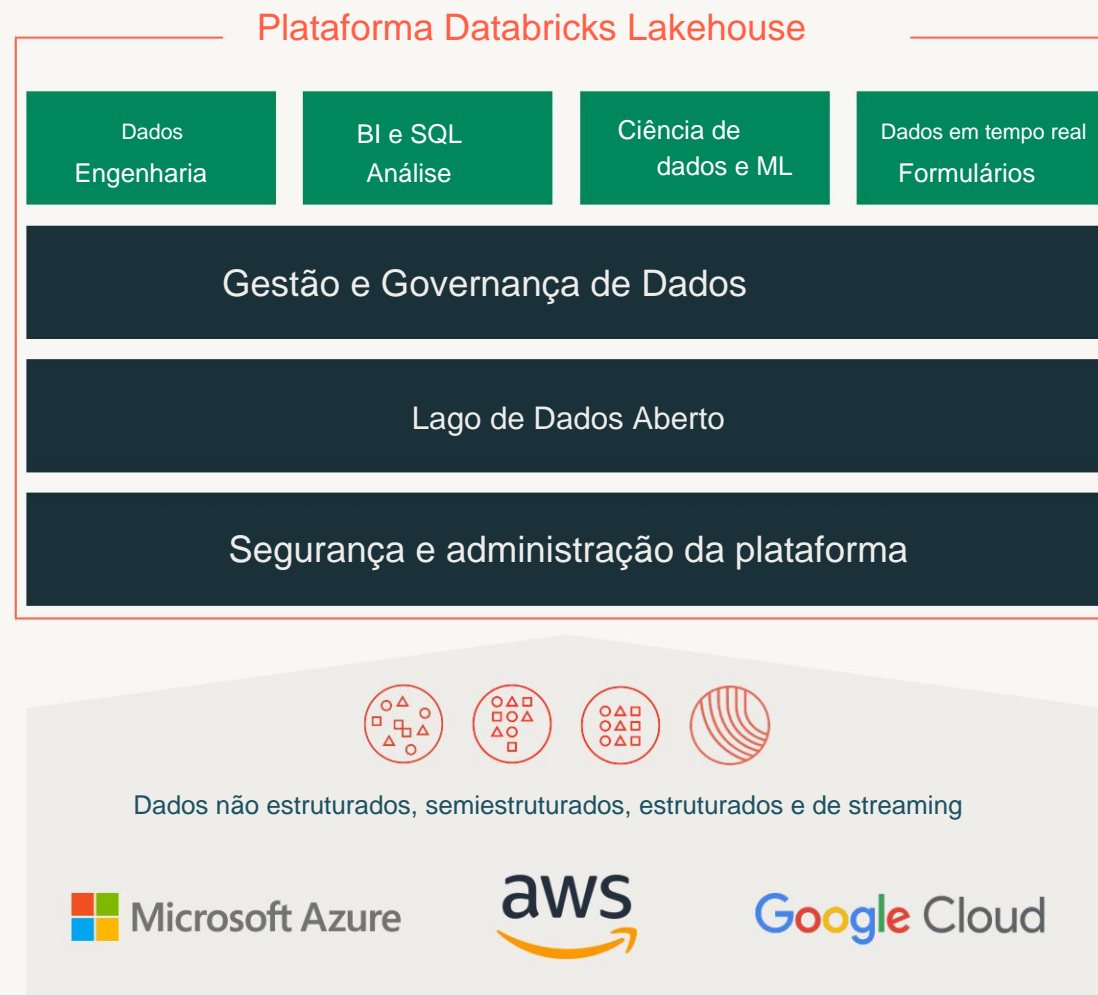 Plataforma Databricks Lakehouse
Dados
Engenharia
BI e SQL
Análise
Ciência de
dados e ML
Dados em tempo real
Formulários
Gestão e Governança de Dados
Lago de Dados Aberto
Segurança e administração da plataforma
Dados não estruturados, semiestruturados, estruturados e de streaming
Microsoft Azure
aws
Google Cloud